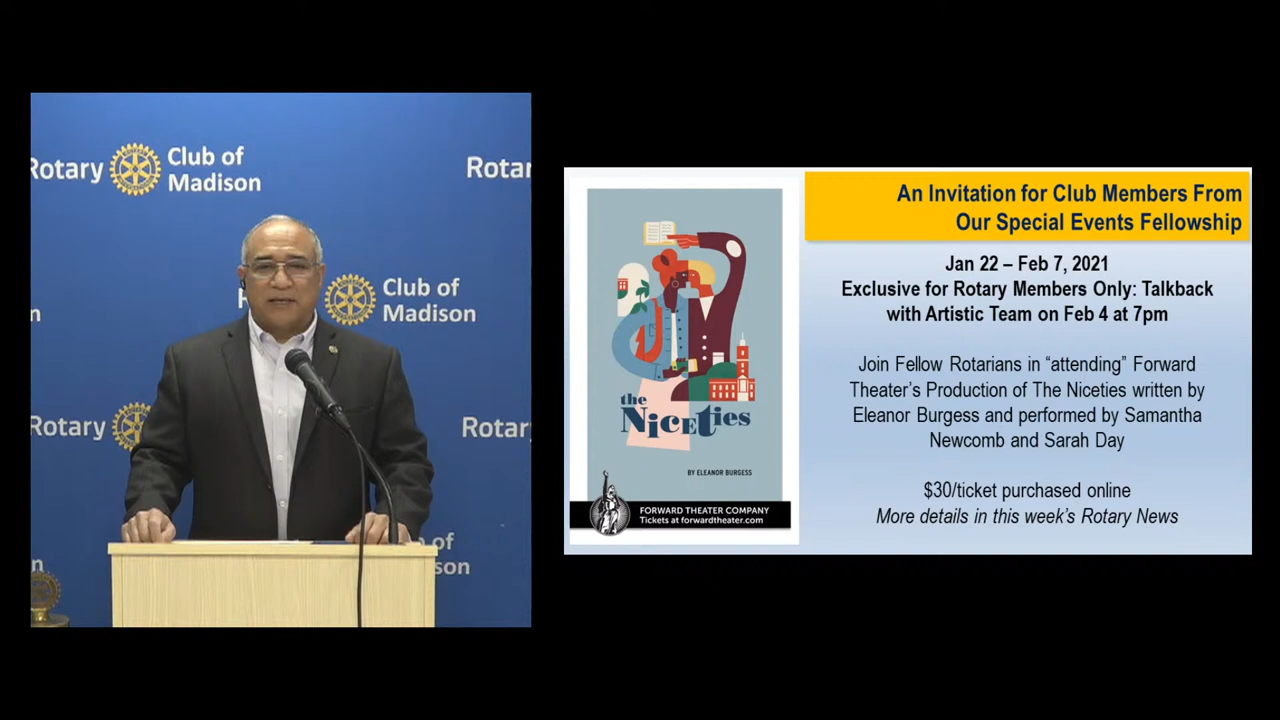 Rotary
Club of
Madison
Rotar
Club of
Madison
n
Rotary
Rotar
of
son
An Invitation for Club Members From
Our Special Events Fellowship
Jan 22 – Feb 7, 2021
Exclusive for Rotary Members Only: Talkback
with Artistic Team on Feb 4 at 7pm
Join Fellow Rotarians in “attending” Forward
Theater’s Production of The Niceties written by
Eleanor Burgess and performed by Samantha
Newcomb and Sarah Day
$30/ticket purchased online
More details in this week’s Rotary News
the
Niceties
BY ELEANOR BURGESS
FORWARD THEATER COMPANY
Tickets at forwardtheater.com